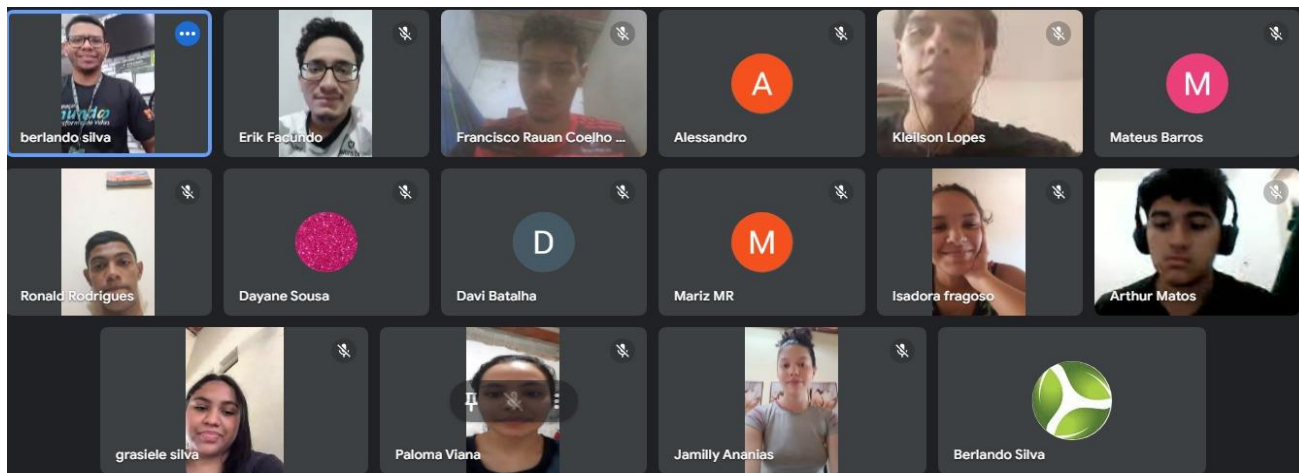 berlando silva
Erik Facundo
Francisco Rauan Coelho ...
A
Alessandro
Kleilson Lopes
M
Mateus Barros
Ronald Rodrigues
Dayane Sousa
D
Davi Batalha
M
Mariz MR
Isadora fragoso
Arthur Matos
grasiele silva
Paloma Viana
Jamilly Ananias
Berlando Silva